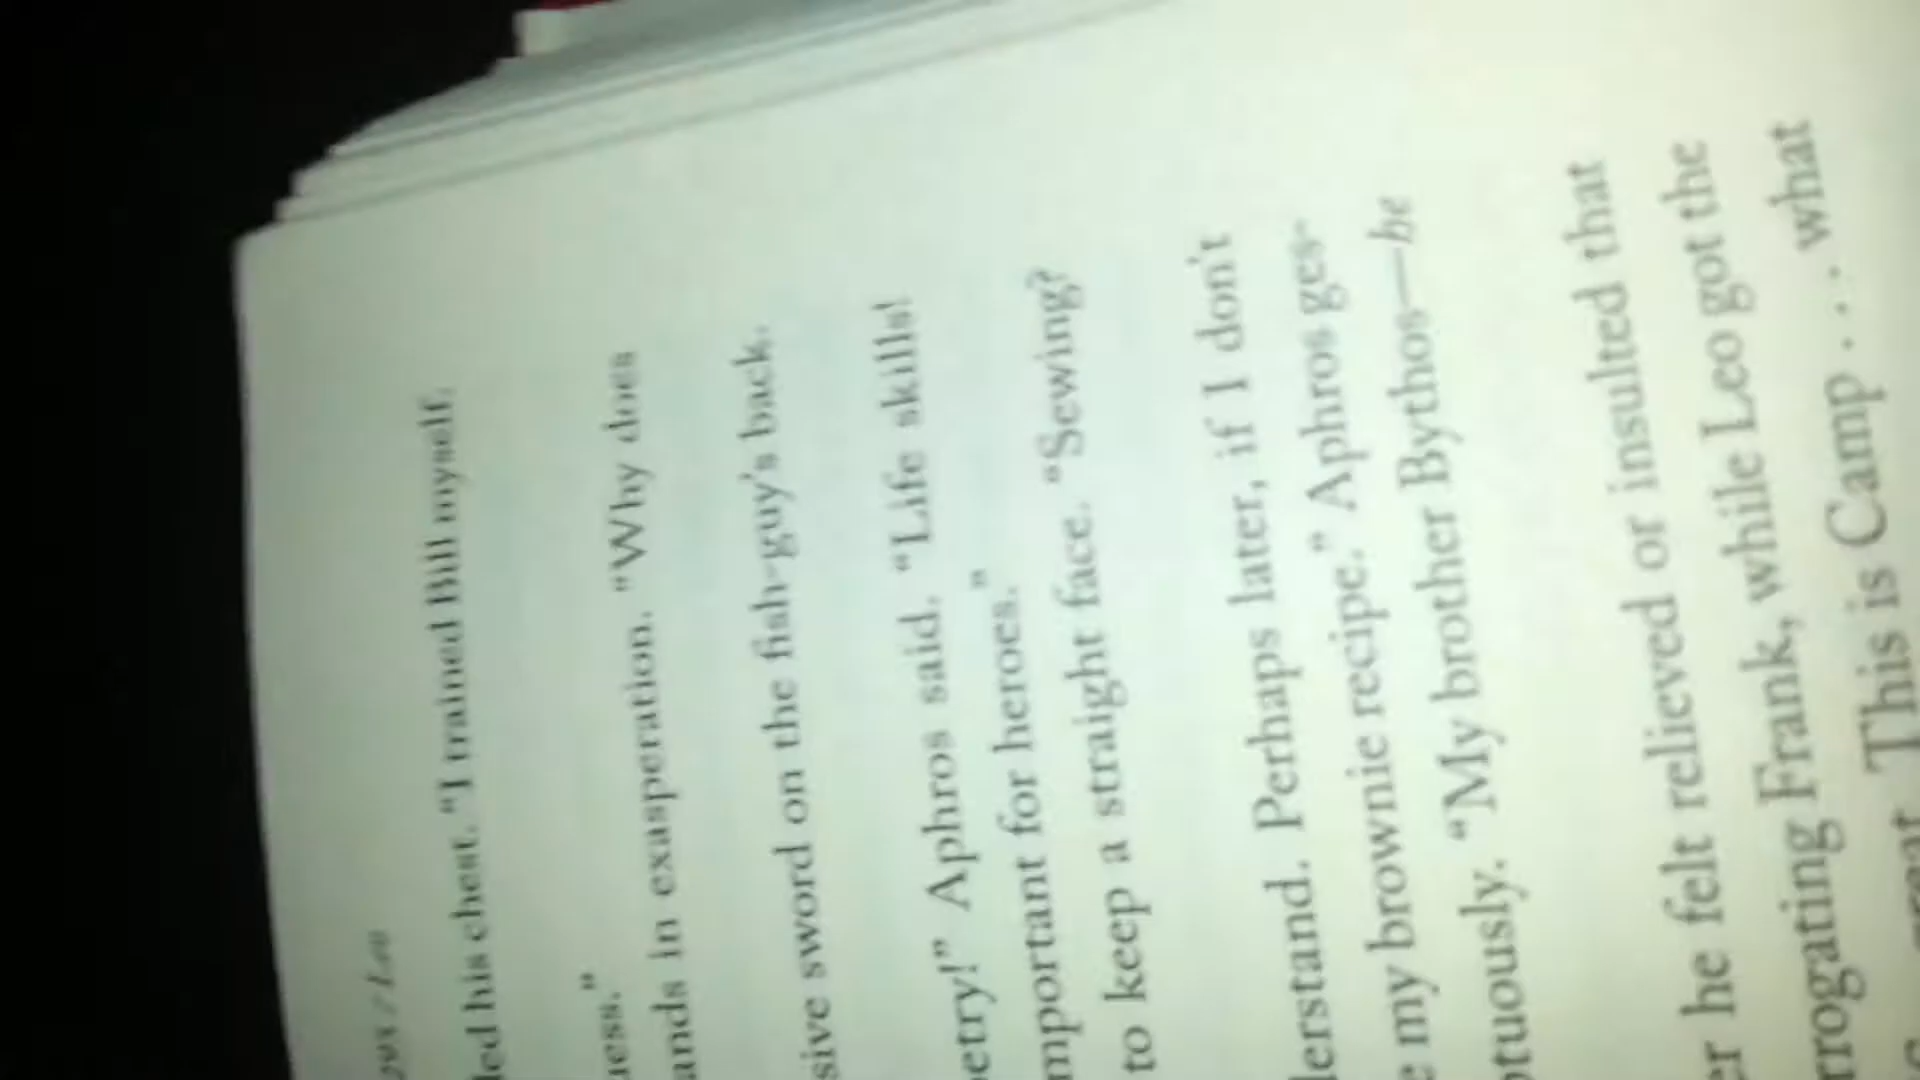 293 / Leo
led his chest. "I trained Bill myself.
uess."
ands in exasperation. "Why does
sive sword on the fish-guy's back.
etry!" Aphros said. "Life skills!
mportant for heroes."
to keep a straight face. "Sewing?
lerstand. Perhaps later, if I don't
e my brownie recipe." Aphros ges-
otuously. "My brother Bythos—he
er he felt relieved or insulted that
rrogating Frank, while Leo got the
This is Camp . . . what